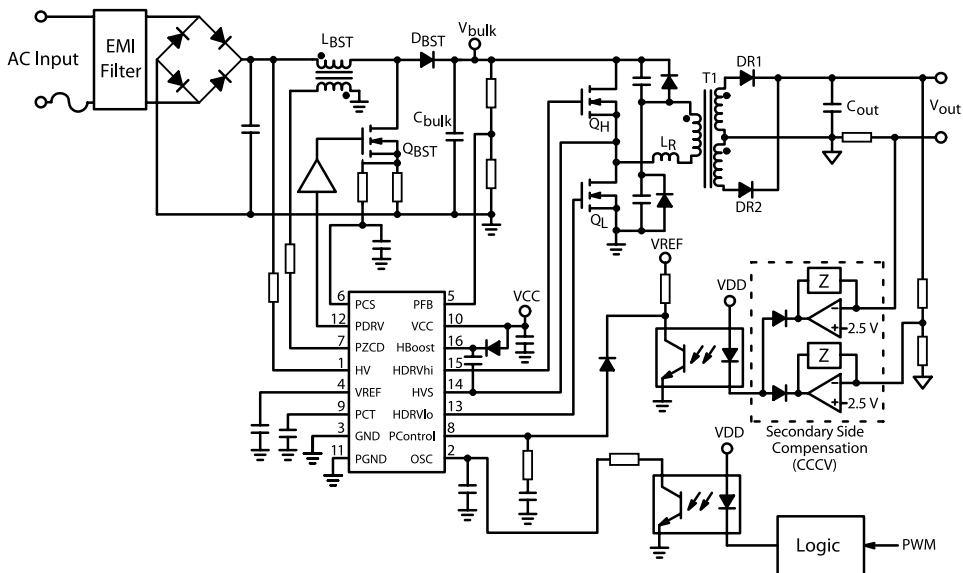 AC Input
EMI
Filter
LBST
DBST
Vbulk
Cbulk
QBST
QH
QL
LR
T1
DR1
DR2
Cout
Vout
VREF
VDD
Z
2.5 V
Z
2.5 V
Secondary Side
Compensation
(CCCV)
VCC
6 PCS PFB 5
12 PDRV VCC 10
7 PZCD HBoost 16
1 HV HDRVhi 15
4 VREF HVS 14
9 PCT HDRVlo 13
3 GND PControl 8
11 PGND OSC 2
VDD
Logic
PWM